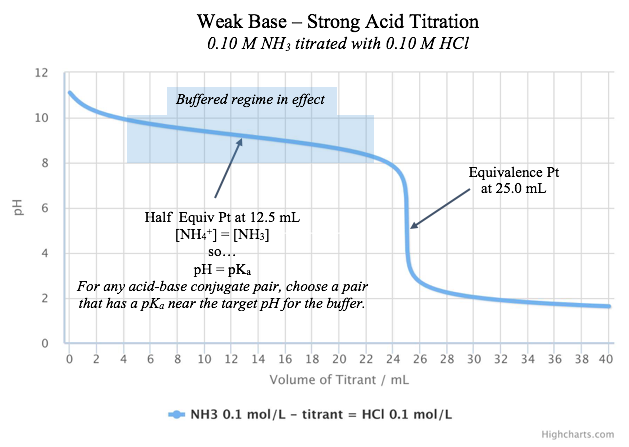 Weak Base – Strong Acid Titration
0.10 M NH₃ titrated with 0.10 M HCl
12
10
8
6
4
2
0
pH
Buffered regime in effect
Equivalence Pt
at 25.0 mL
Half Equiv Pt at 12.5 mL
[NH₄⁺] = [NH₃]
so…
pH = pKₐ
For any acid-base conjugate pair, choose a pair
that has a pKₐ near the target pH for the buffer.
0 2 4 6 8 10 12 14 16 18 20 22 24 26 28 30 32 34 36 38 40
Volume of Titrant / mL
NH3 0.1 mol/L – titrant = HCl 0.1 mol/L
Highcharts.com